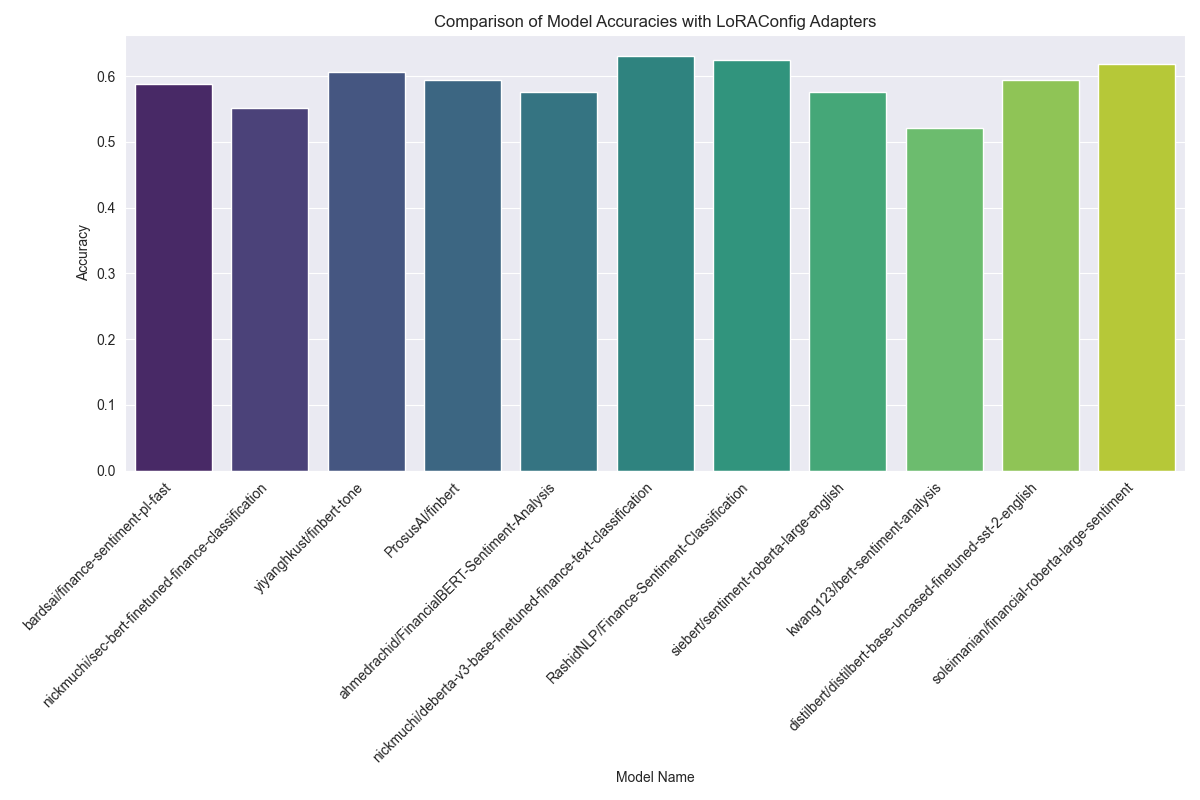 Comparison of Model Accuracies with LoRAConfig Adapters
Accuracy
0.6
0.5
0.4
0.3
0.2
0.1
0.0
bardsai/finance-sentiment-pl-fast
nickmuchi/sec-bert-finetuned-finance-classification
yiyanghkust/finbert-tone
ProsusAI/finbert
ahmedrachid/FinancialBERT-Sentiment-Analysis
nickmuchi/deberta-v3-base-finetuned-finance-text-classification
RashidNLP/Finance-Sentiment-Classification
siebert/sentiment-roberta-large-english
kwang123/bert-sentiment-analysis
distilbert/distilbert-base-uncased-finetuned-sst-2-english
soleimanian/financial-roberta-large-sentiment
Model Name